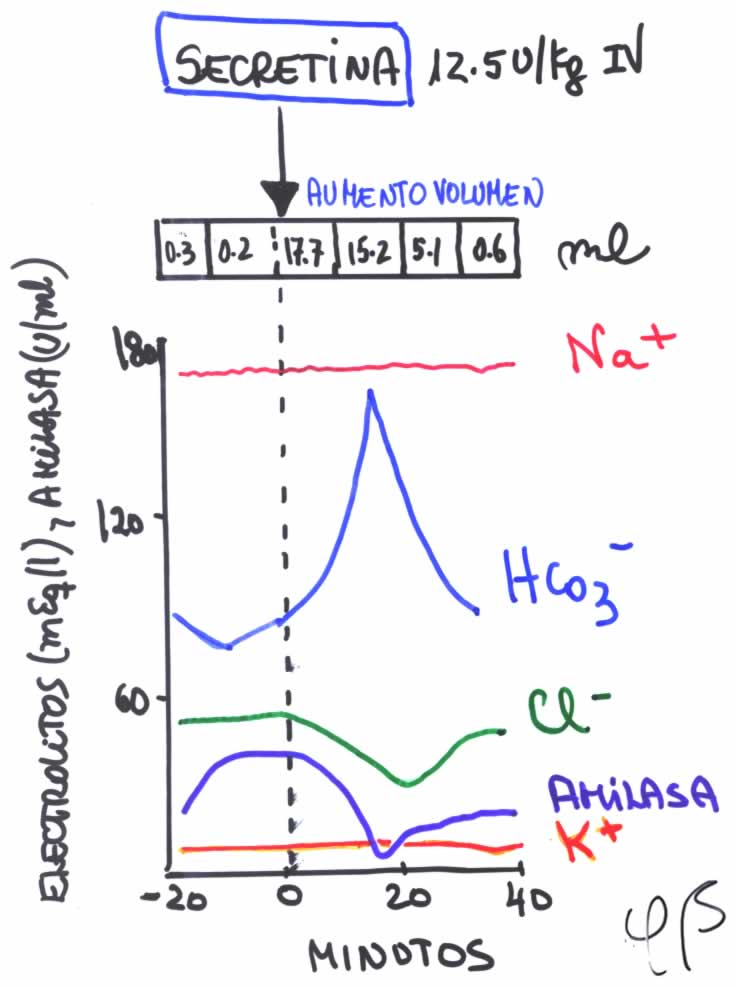 SECRETINA 12.5U/Kg IV
AUMENTO VOLUMEN
0.3 0.2 17.7 15.2 5.1 0.6 ml
ELECTROLITOS (mEq/l), AMILASA (U/ml)
180
120
60
Na+
HCO3-
Cl-
AMILASA
K+
-20 0 20 40
MINUTOS